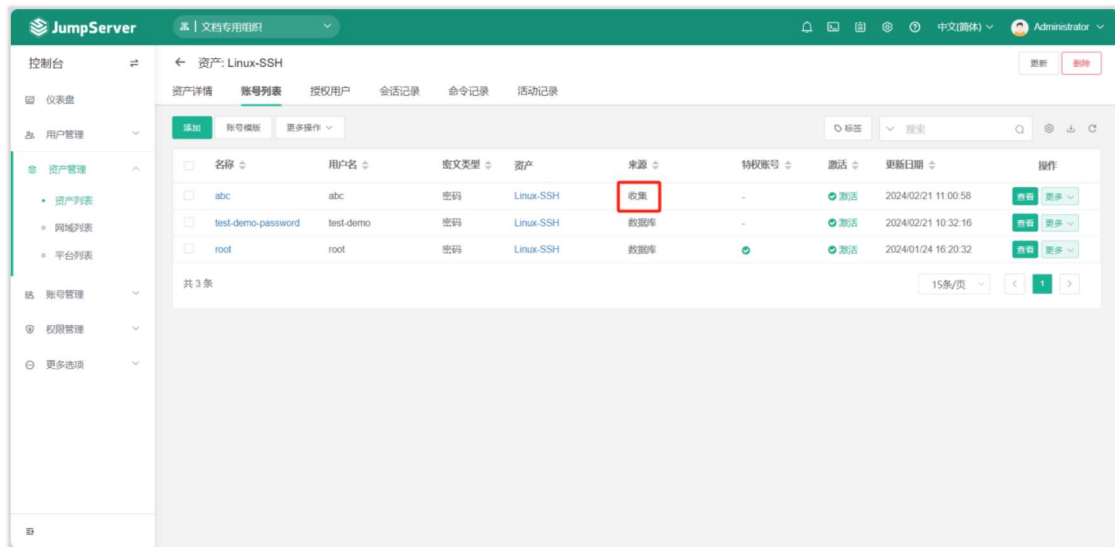 JumpServer 文档专用组织 中文(简体) Administrator
控制台
仪表盘
用户管理
资产管理
资产列表
网域列表
平台列表
账号管理
权限管理
更多选项
资产: Linux-SSH 更新 删除
资产详情 账号列表 授权用户 会话记录 命令记录 活动记录
添加 账号模版 更多操作 标签 搜索
名称 用户名 密文类型 资产 来源 特权账号 激活 更新日期 操作
abc abc 密码 Linux-SSH 收集 - 激活 2024/02/21 11:00:58 查看 更多
test-demo-password test-demo 密码 Linux-SSH 数据库 - 激活 2024/02/21 10:32:16 查看 更多
root root 密码 Linux-SSH 数据库 激活 2024/01/24 16:20:32 查看 更多
共 3 条 15条/页 1